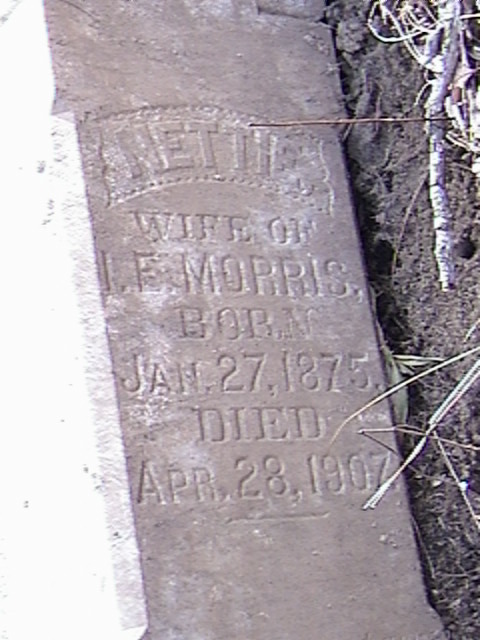 NETTIE
WIFE OF
I. E. MORRIS,
BORN
JAN. 27, 1875.
DIED
APR. 28, 1907